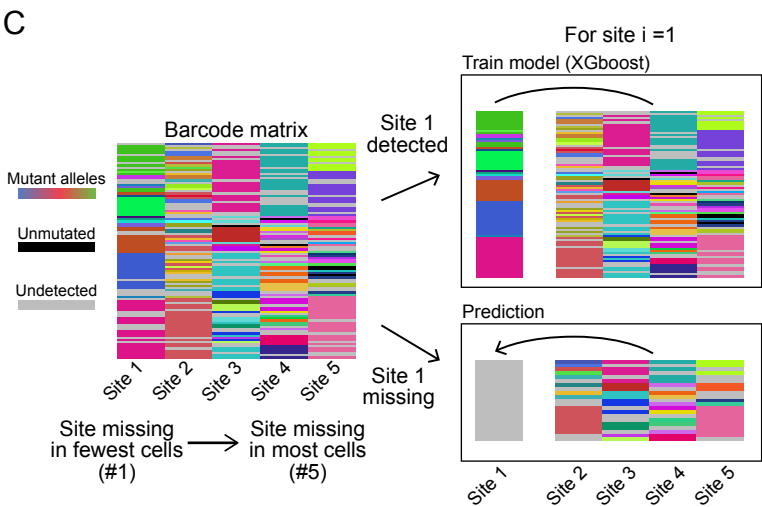 C
Barcode matrix
Mutant alleles
Unmutated
Undetected
Site 1
Site 2
Site 3
Site 4
Site 5
Site missing
in fewest cells
(#1)
Site missing
in most cells
(#5)
Site 1
detected
Site 1
missing
For site i =1
Train model (XGboost)
Prediction
Site 1
Site 2
Site 3
Site 4
Site 5